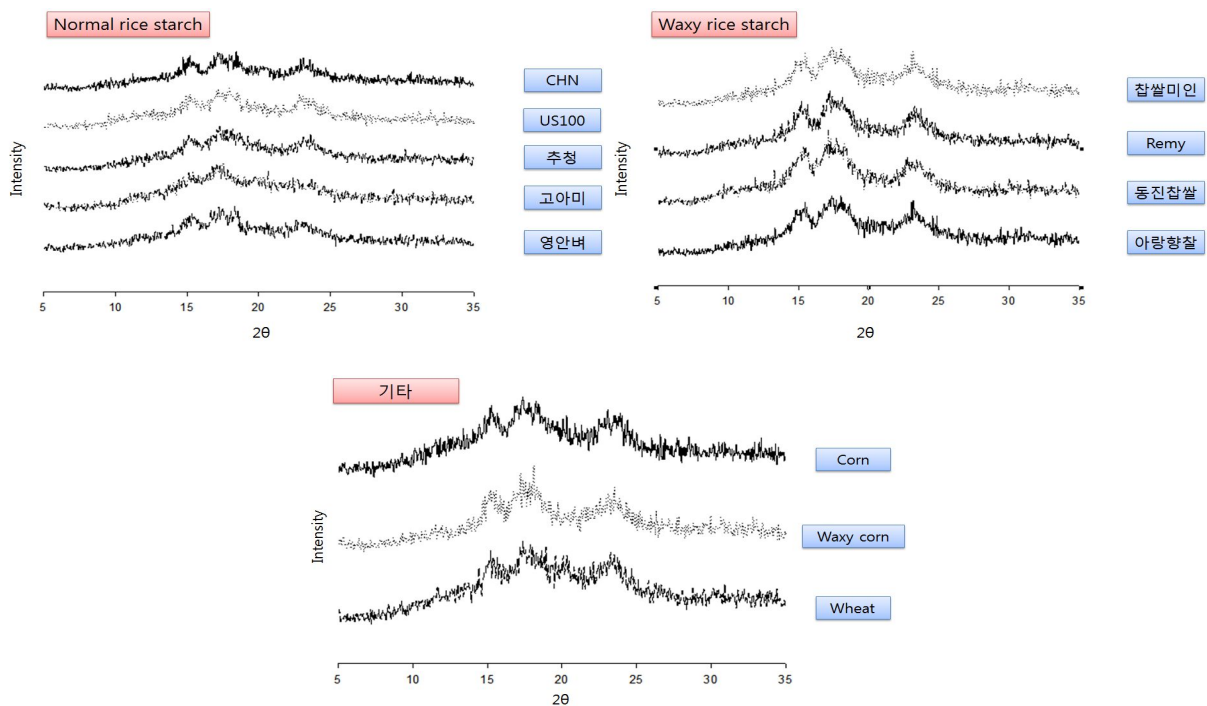 Normal rice starch
CHN
US100
추청
고아미
영안벼
Intensity
5 10 15 20 25 30 35
2θ
Waxy rice starch
찹쌀미인
Remy
동진찹쌀
아랑향찰
Intensity
5 10 15 20 25 30 35
2θ
기타
Corn
Waxy corn
Wheat
Intensity
5 10 15 20 25 30 35
2θ